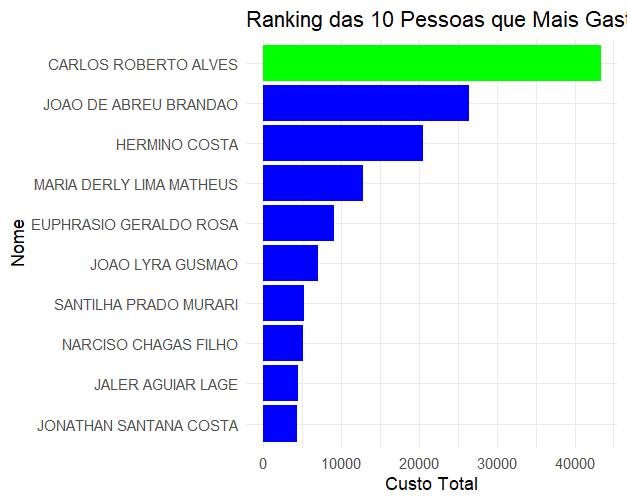 Ranking das 10 Pessoas que Mais Gast
CARLOS ROBERTO ALVES
JOAO DE ABREU BRANDAO
HERMINO COSTA
MARIA DERLY LIMA MATHEUS
EUPHRASIO GERALDO ROSA
JOAO LYRA GUSMAO
SANTILHA PRADO MURARI
NARCISO CHAGAS FILHO
JALER AGUIAR LAGE
JONATHAN SANTANA COSTA
Nome
0 10000 20000 30000 40000
Custo Total